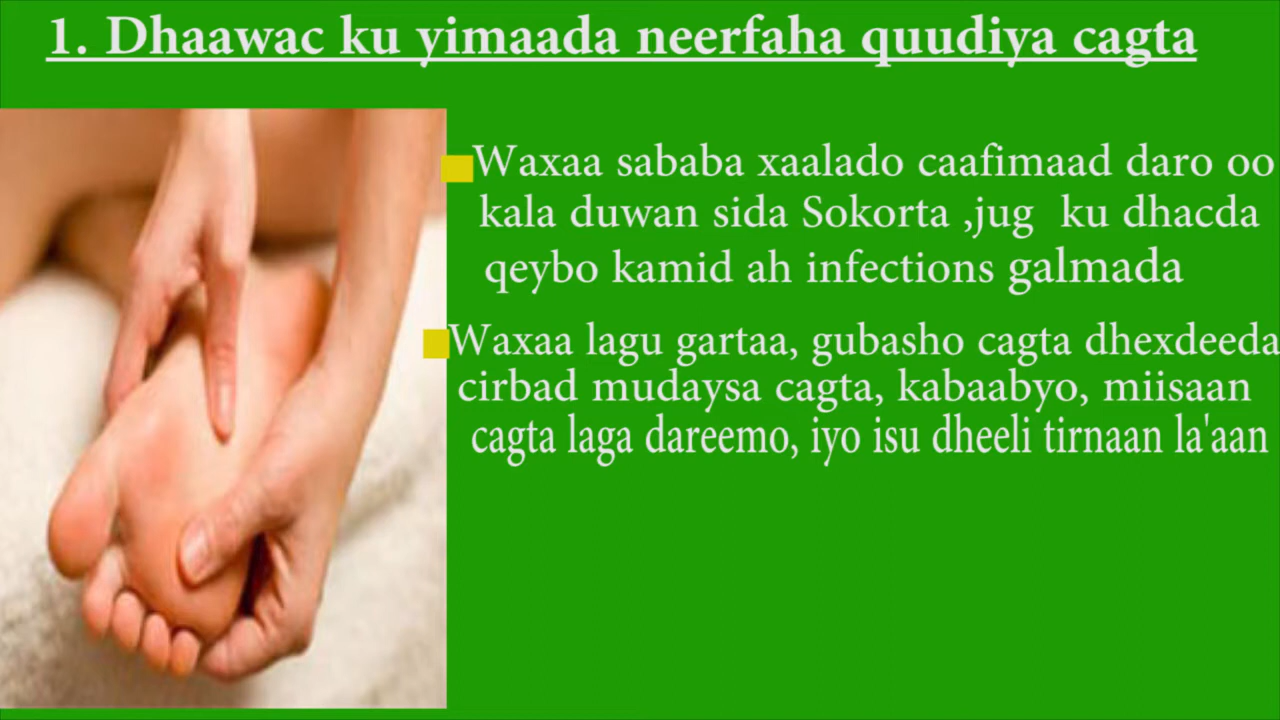 1. Dhaawac ku yimaada neerfaha quudiya cagta
Waxaa sababa xaalado caafimaad daro oo
kala duwan sida Sokorta ,jug ku dhacda
qeybo kamid ah infections galmada
Waxaa lagu gartaa, gubasho cagta dhexdeeda
cirbad mudaysa cagta, kabaabyo, miisaan
cagta laga dareemo, iyo isu dheeli tirnaan la'aan